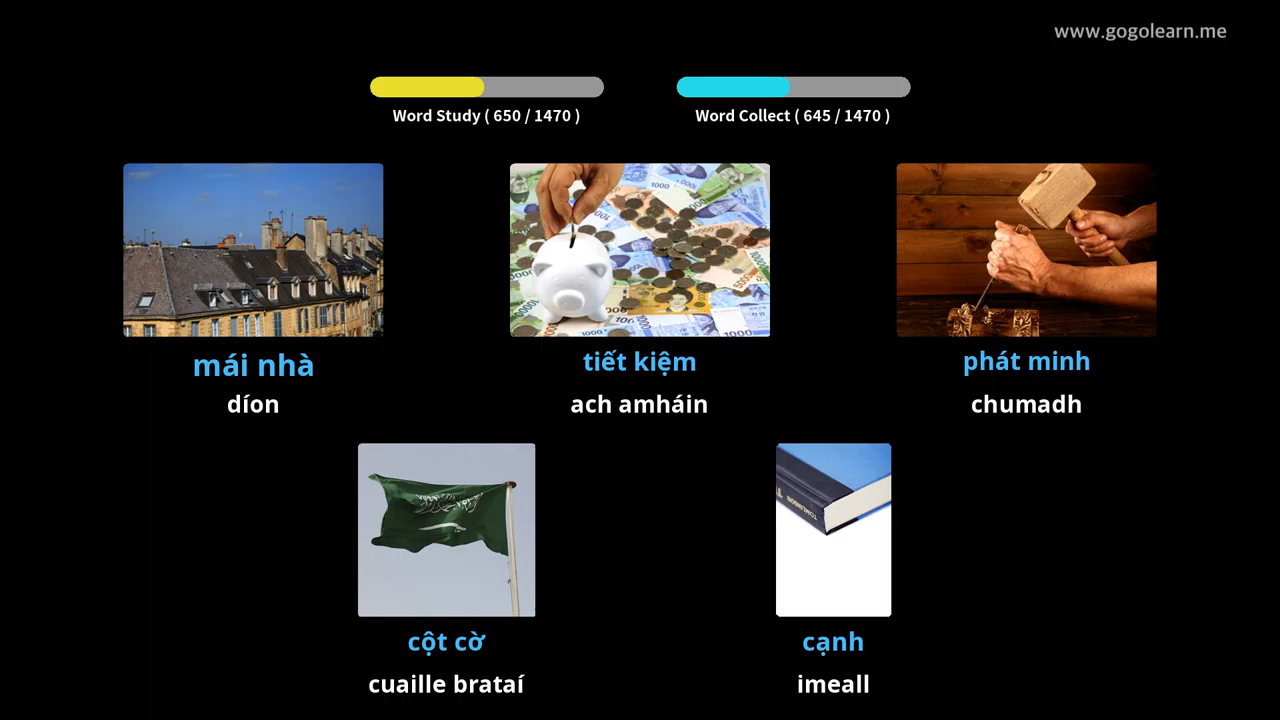 www.gogolearn.me
Word Study ( 650 / 1470 )
Word Collect ( 645 / 1470 )
mái nhà
díon
tiết kiệm
ach amháin
phát minh
chumadh
TOMLINSON
cột cờ
cuaille brataí
cạnh
imeall